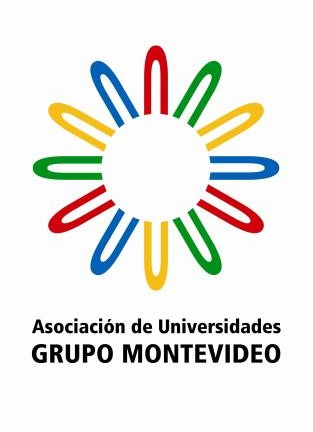 Asociación de Universidades
GRUPO MONTEVIDEO